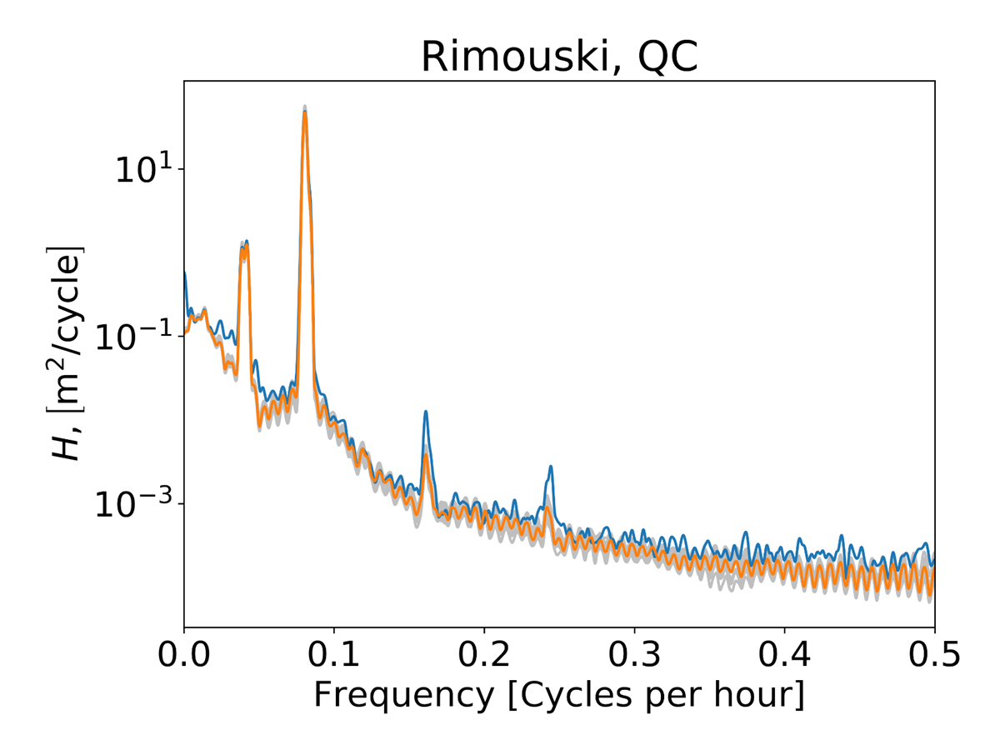 Rimouski, QC
10¹
10⁻¹
10⁻³
H, [m²/cycle]
0.0 0.1 0.2 0.3 0.4 0.5
Frequency [Cycles per hour]